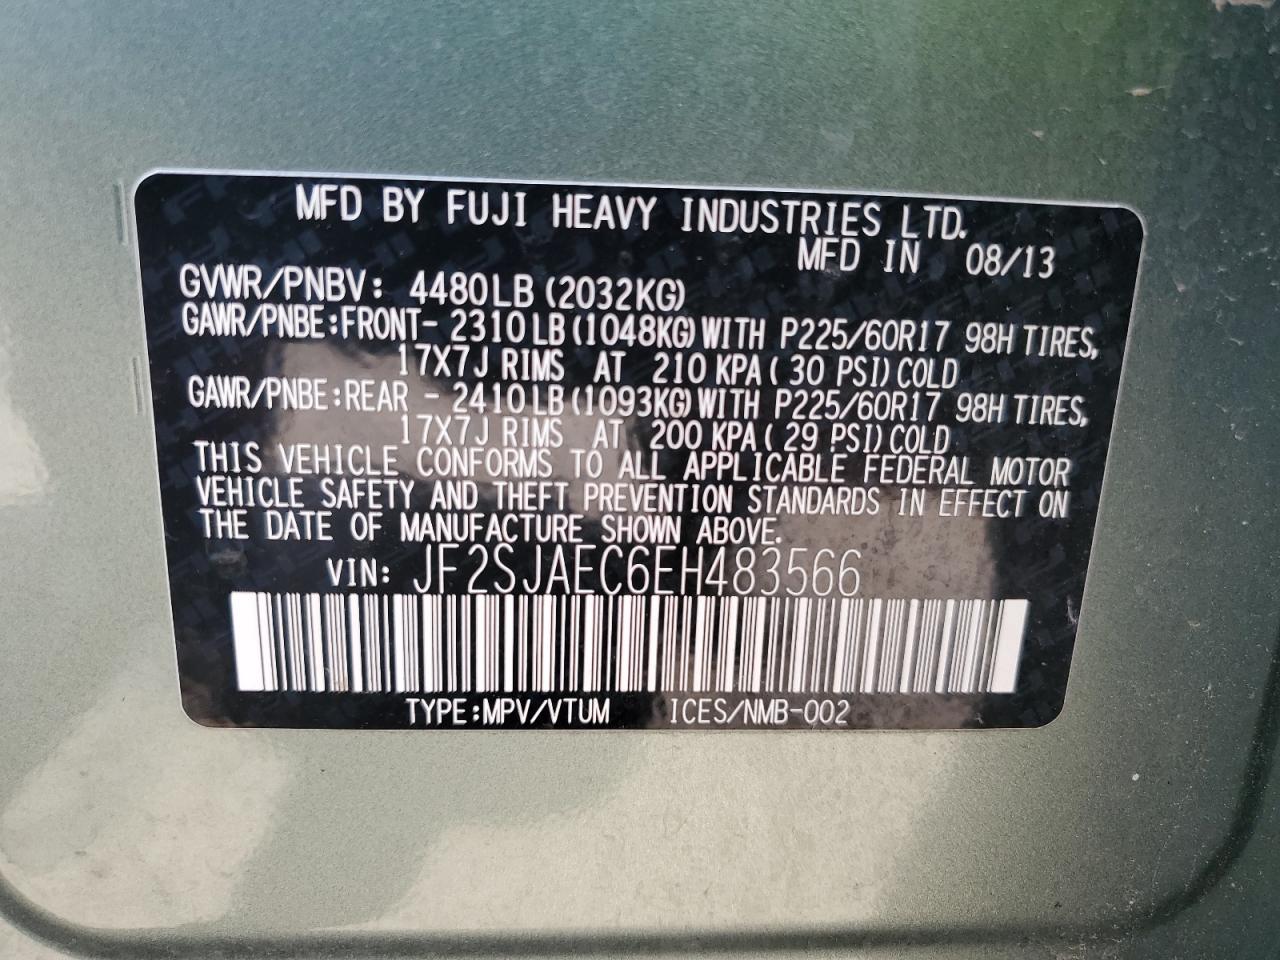 MFD BY FUJI HEAVY INDUSTRIES LTD.
MFD IN 08/13
GVWR/PNBV: 4480LB (2032KG)
GAWR/PNBE:FRONT- 2310LB (1048KG) WITH P225/60R17 98H TIRES,
17X7J RIMS AT 210 KPA ( 30 PSI) COLD
GAWR/PNBE:REAR - 2410LB (1093KG) WITH P225/60R17 98H TIRES,
17X7J RIMS AT 200 KPA ( 29 PSI) COLD
THIS VEHICLE CONFORMS TO ALL APPLICABLE FEDERAL MOTOR
VEHICLE SAFETY AND THEFT PREVENTION STANDARDS IN EFFECT ON
THE DATE OF MANUFACTURE SHOWN ABOVE.
VIN: JF2SJAEC6EH483566
TYPE:MPV/VTUM ICES/NMB-002